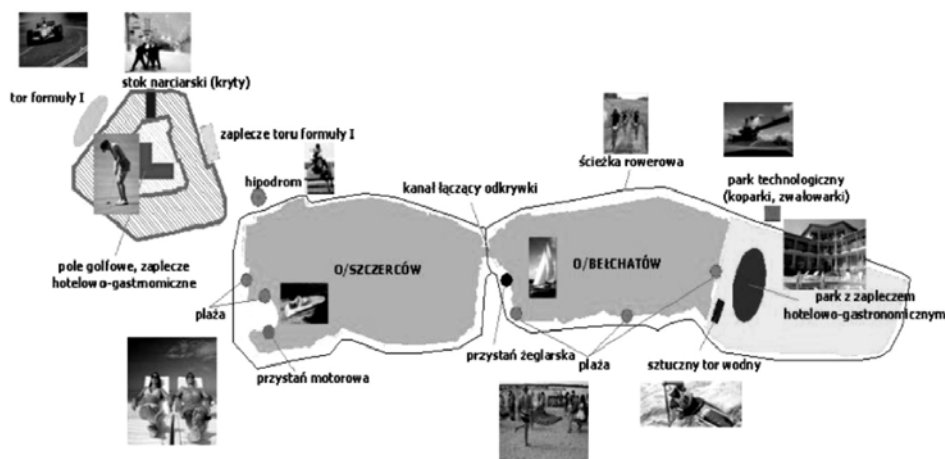 stok narciarski (kryty)
tor formuły I
zaplecze toru formuły I
ścieżka rowerowa
hipodrom
kanał łączący odkrywki
park technologiczny
(koparki, zwałowarki)
pole golfowe, zaplecze
hotelowo-gastrnomiczne
O/SZCZERCÓW
O/BEŁCHATÓW
plaża
park z zapleczem
hotelowo-gastronomicznym
przystań motorowa
przystań żeglarska
plaża
sztuczny tor wodny